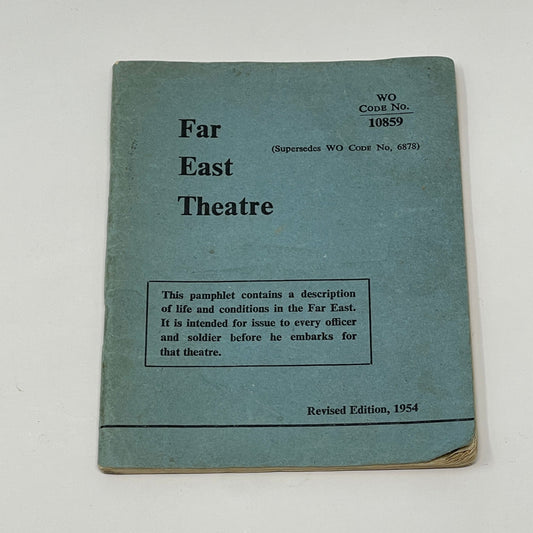 WO
CODE NO.
10859
(Supersedes WO CODE No, 6878)
Far
East
Theatre
This pamphlet contains a description
of life and conditions in the Far East.
It is intended for issue to every officer
and soldier before he embarks for
that theatre.
Revised Edition, 1954